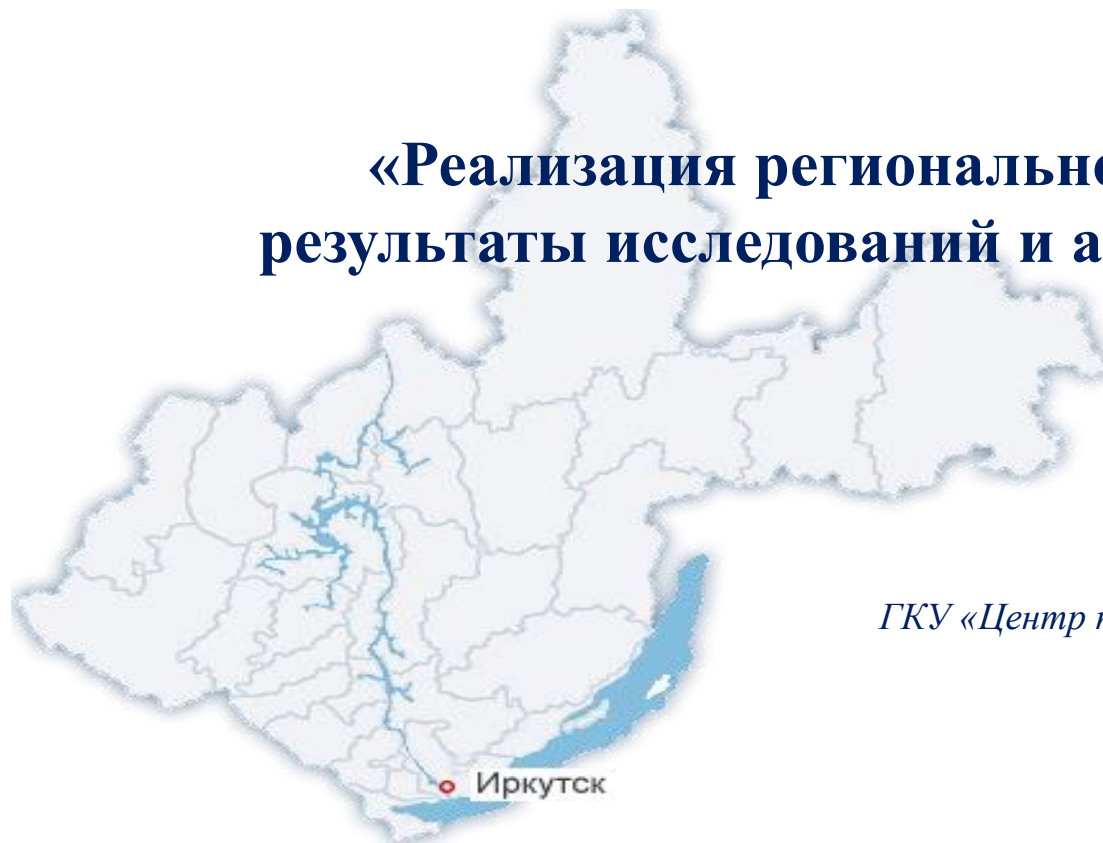 «Реализация регионально
результаты исследований и а
ГКУ «Центр
Иркутск